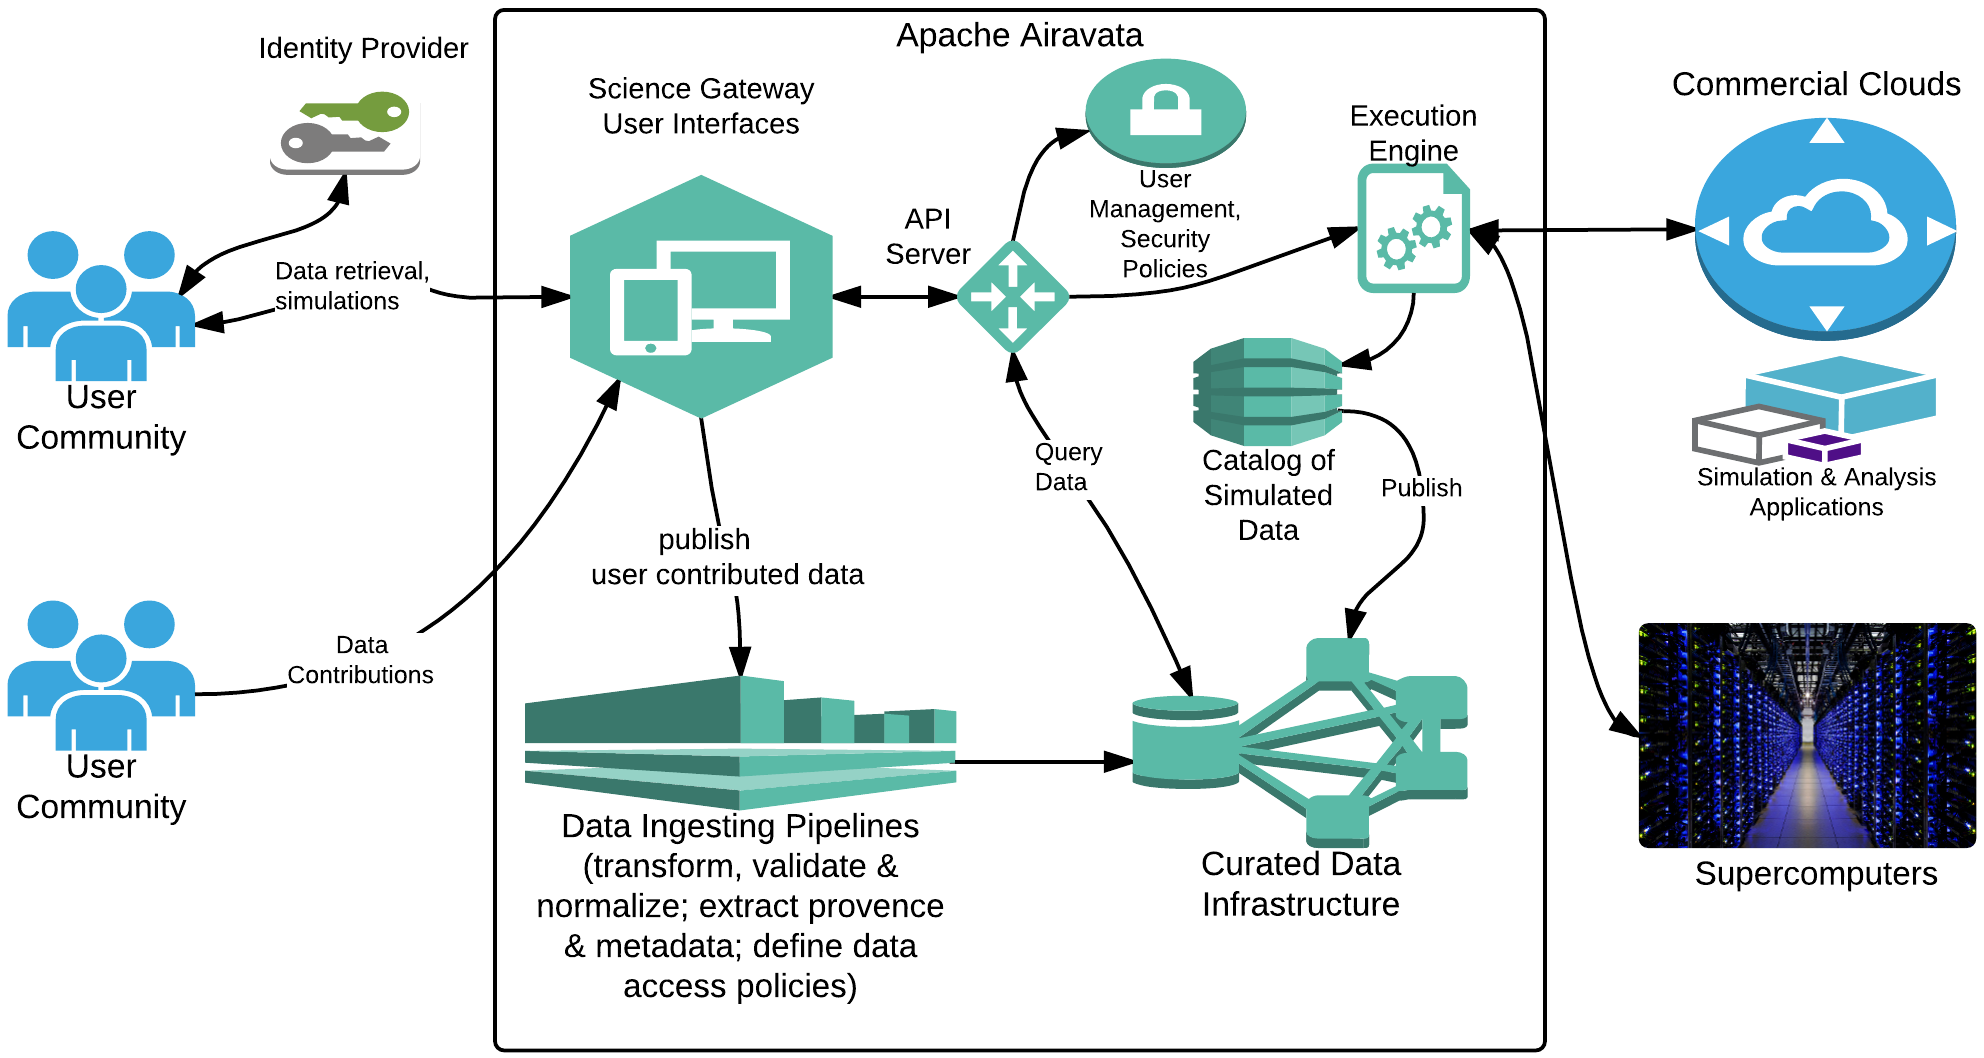 Apache Airavata
Identity Provider
Science Gateway
User Interfaces
Commercial Clouds
Execution
Engine
User
Management,
Security
Policies
API
Server
Data retrieval,
simulations
User
Community
Query
Data
Catalog of
Simulated
Data
Publish
Simulation & Analysis
Applications
publish
user contributed data
Data
Contributions
User
Community
Data Ingesting Pipelines
(transform, validate &
normalize; extract provence
& metadata; define data
access policies)
Curated Data
Infrastructure
Supercomputers